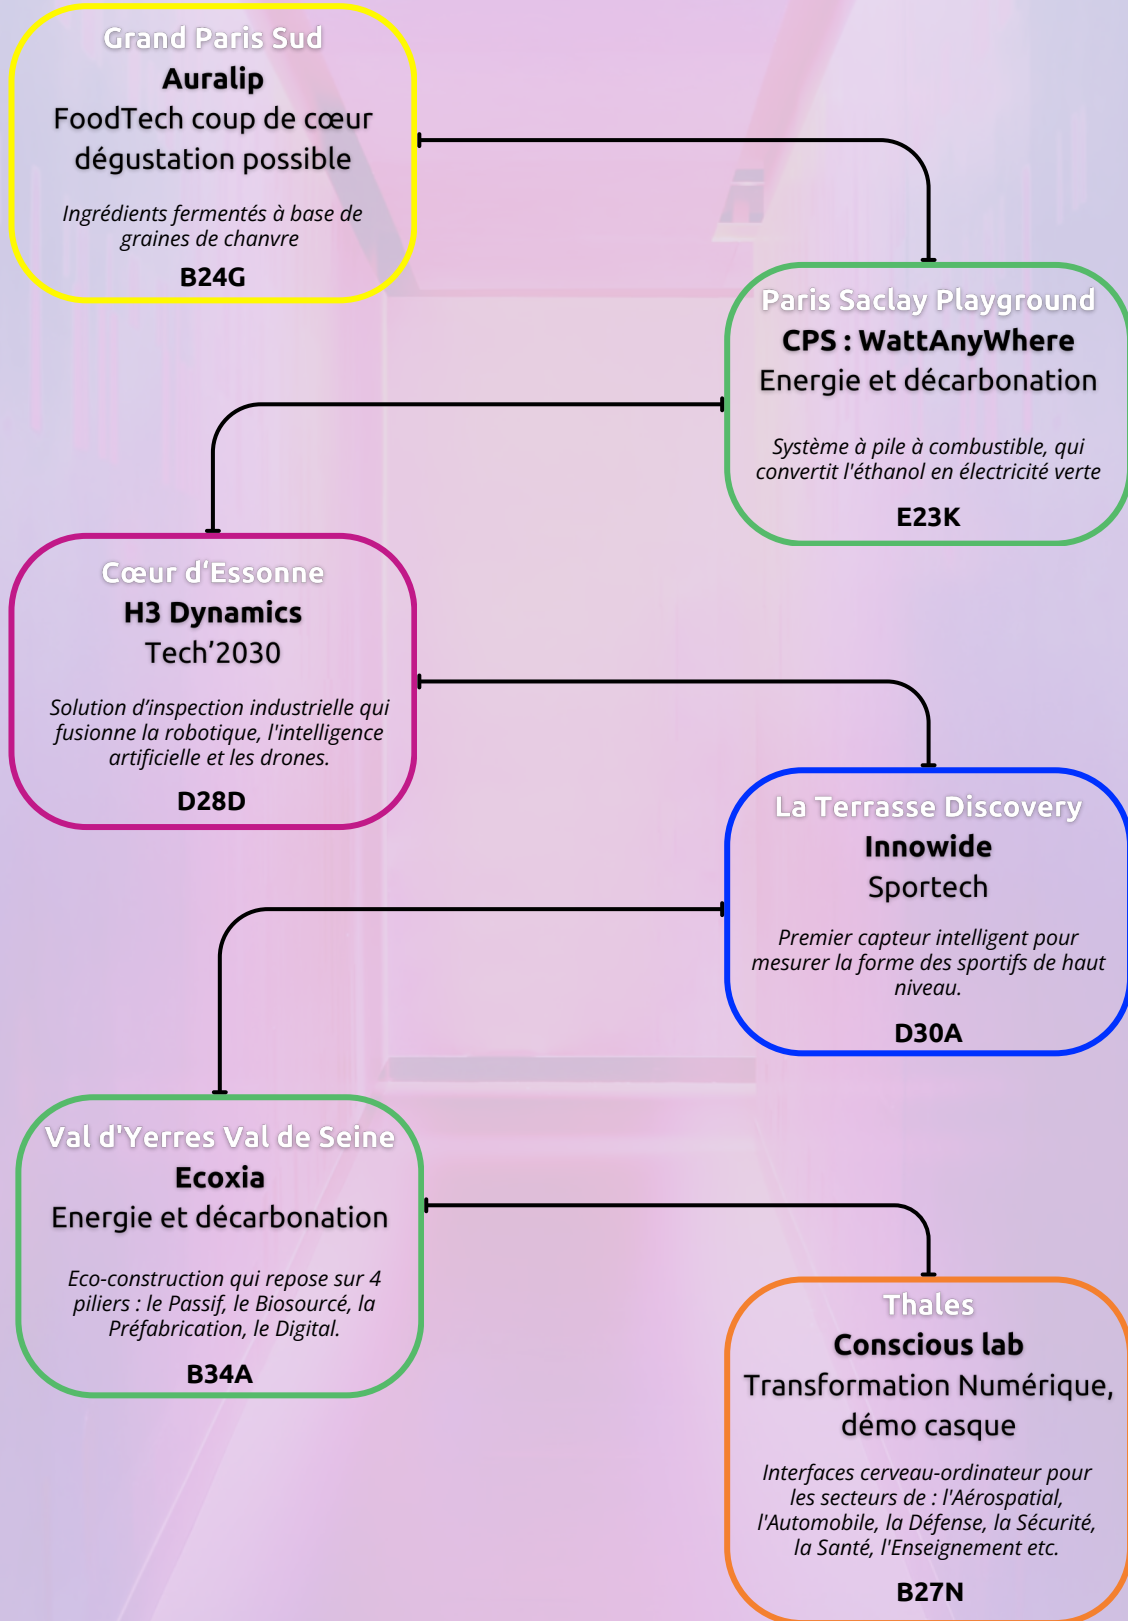 Grand Paris Sud
Auralip
FoodTech coup de cœur
dégustation possible
Ingrédients fermentés à base de
graines de chanvre
B24G
Paris Saclay Playground
CPS : WattAnyWhere
Energie et décarbonation
Système à pile à combustible, qui
convertit l'éthanol en électricité verte
E23K
Cœur d‘Essonne
H3 Dynamics
Tech’2030
Solution d’inspection industrielle qui
fusionne la robotique, l'intelligence
artificielle et les drones.
D28D
La Terrasse Discovery
Innowide
Sportech
Premier capteur intelligent pour
mesurer la forme des sportifs de haut
niveau.
D30A
Val d'Yerres Val de Seine
Ecoxia
Energie et décarbonation
Eco-construction qui repose sur 4
piliers : le Passif, le Biosourcé, la
Préfabrication, le Digital.
B34A
Thales
Conscious lab
Transformation Numérique,
démo casque
Interfaces cerveau-ordinateur pour
les secteurs de : l'Aérospatial,
l'Automobile, la Défense, la Sécurité,
la Santé, l'Enseignement etc.
B27N